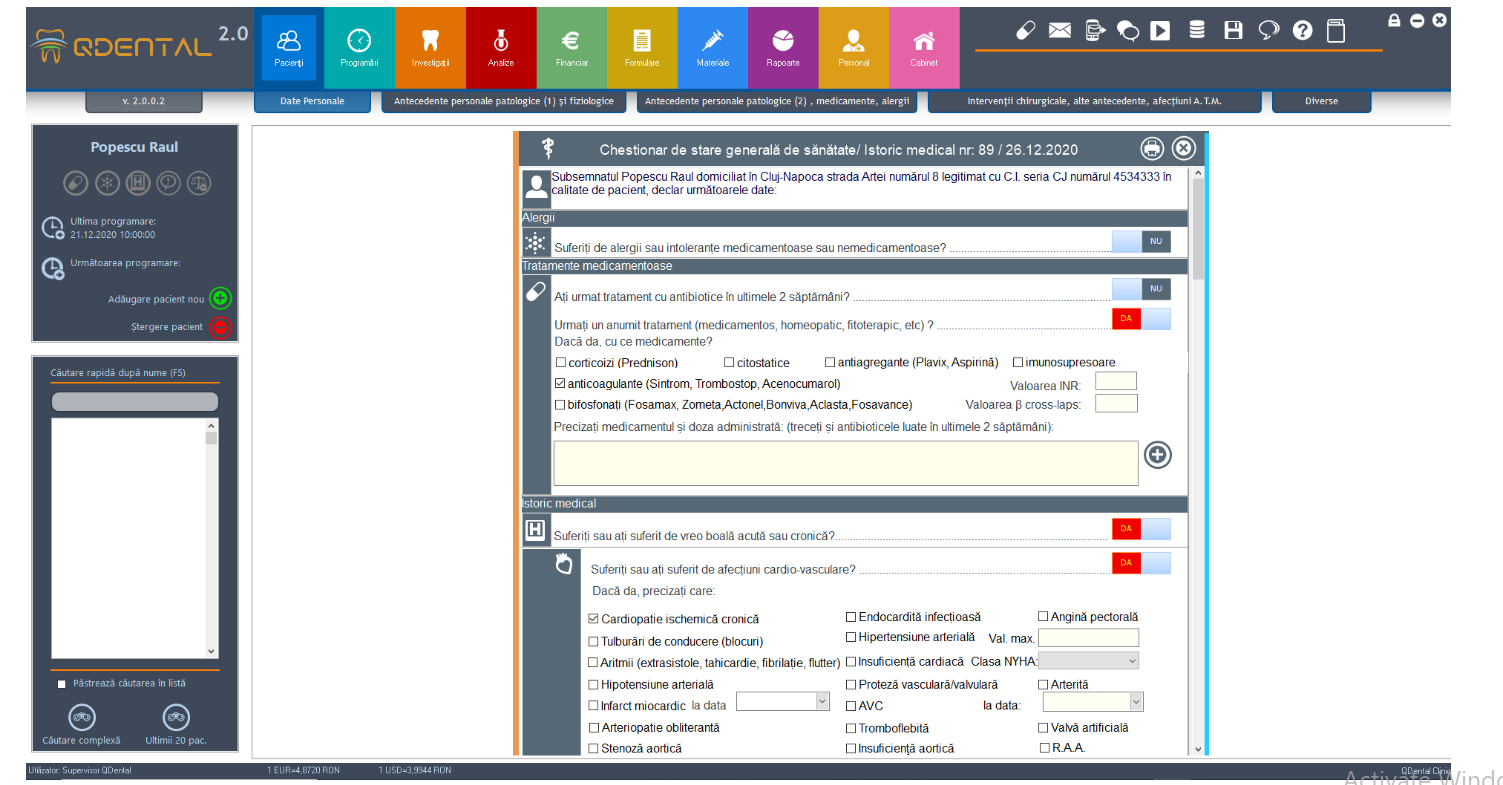 QDENTAL 2.0
Pacienți
Programări
Investigații
Analize
Financiar
Formulare
Materiale
Rapoarte
Personal
Cabinet
v. 2.0.0.2
Date Personale
Antecedente personale patologice (1) și fiziologice
Antecedente personale patologice (2) , medicamente, alergii
Intervenții chirurgicale, alte antecedente, afecțiuni A.T.M.
Diverse
Popescu Raul
Ultima programare:
21.12.2020 10:00:00
Următoarea programare:
Adăugare pacient nou
Ștergere pacient
Căutare rapidă după nume (F5)
Păstrează căutarea în listă
Căutare complexă
Ultimii 20 pac.
Chestionar de stare generală de sănătate/ Istoric medical nr: 89 / 26.12.2020
Subsemnatul Popescu Raul domiciliat în Cluj-Napoca strada Artei numărul 8 legitimat cu C.I. seria CJ numărul 4534333 în
calitate de pacient, declar următoarele date:
Alergii
Suferiți de alergii sau intoleranțe medicamentoase sau nemedicamentoase? NU
Tratamente medicamentoase
Ați urmat tratament cu antibiotice în ultimele 2 săptămâni? NU
Urmați un anumit tratament (medicamentos, homeopatic, fitoterapic, etc) ? DA
Dacă da, cu ce medicamente?
corticoizi (Prednison) citostatice antiagregante (Plavix, Aspirină) imunosupresoare
anticoagulante (Sintrom, Trombostop, Acenocumarol) Valoarea INR:
bifosfonați (Fosamax, Zometa,Actonel,Bonviva,Aclasta,Fosavance) Valoarea β cross-laps:
Precizați medicamentul și doza administrată: (treceți și antibioticele luate în ultimele 2 săptămâni):
Istoric medical
H Suferiți sau ați suferit de vreo boală acută sau cronică? DA
Suferiți sau ați suferit de afecțiuni cardio-vasculare? DA
Dacă da, precizați care:
Cardiopatie ischemică cronică Endocardită infecțioasă Angină pectorală
Tulburări de conducere (blocuri) Hipertensiune arterială Val. max.
Aritmii (extrasistole, tahicardie, fibrilație, flutter) Insuficiență cardiacă Clasa NYHA:
Hipotensiune arterială Proteză vasculară/valvulară Arterită
Infarct miocardic la data AVC la data:
Arteriopatie obliterantă Tromboflebită Valvă artificială
Stenoză aortică Insuficiență aortică R.A.A.
Utilizator: Supervisor QDental
1 EUR=4,8720 RON
1 USD=3,9944 RON
QDental